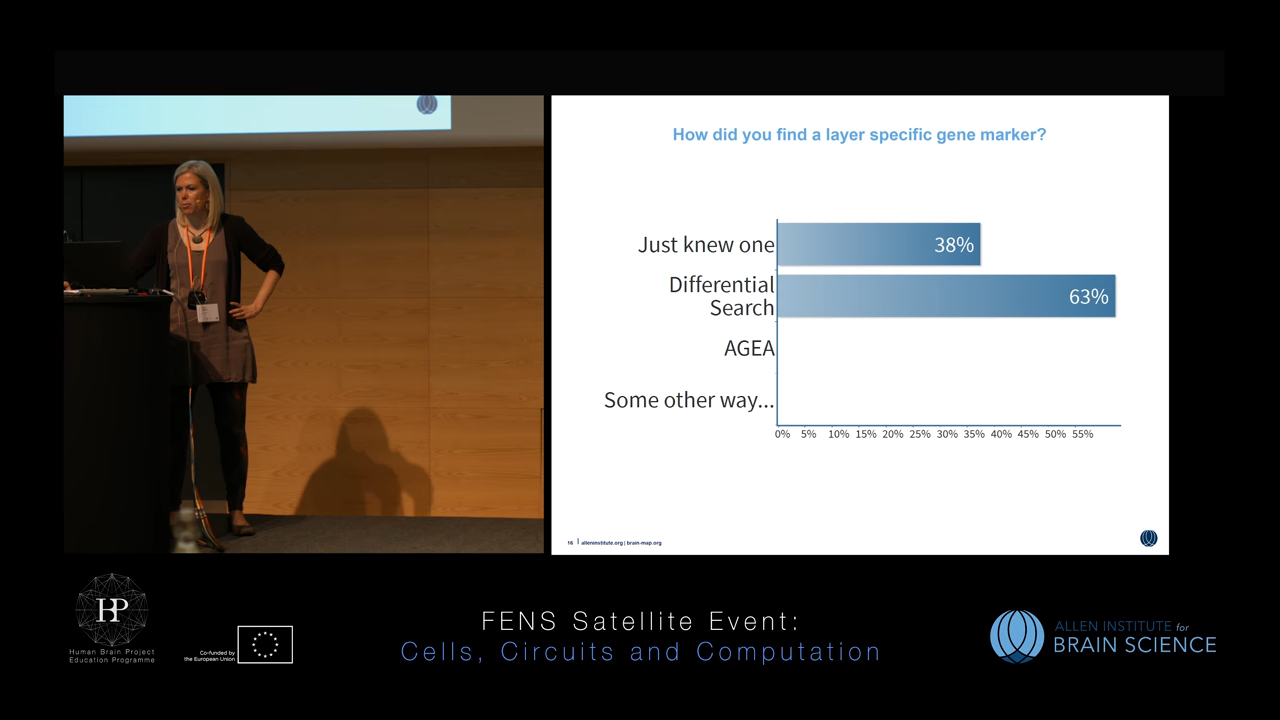 How did you find a layer specific gene marker?
Just knew one
38%
Differential
Search
63%
AGEA
Some other way...
0% 5% 10% 15% 20% 25% 30% 35% 40% 45% 50% 55%
16 | alleninstitute.org | brain-map.org
HBP
Human Brain Project
Education Programme
Co-funded by
the European Union
FENS Satellite Event:
Cells, Circuits and Computation
ALLEN INSTITUTE for
BRAIN SCIENCE